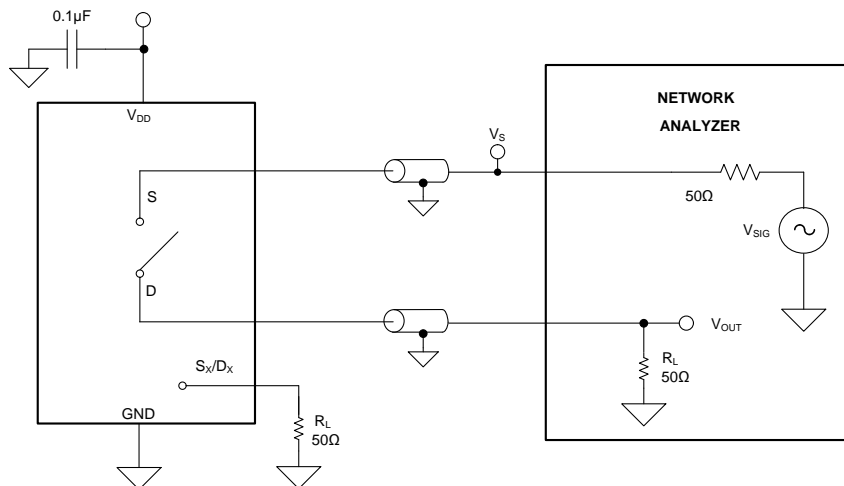 0.1µF
V_DD
NETWORK
ANALYZER
V_S
S
50Ω
V_SIG
D
V_OUT
S_X/D_X
R_L
50Ω
GND
R_L
50Ω